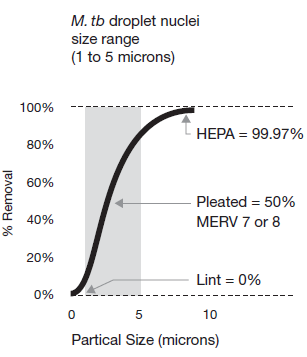 M. tb droplet nuclei
size range
(1 to 5 microns)
100%
80%
60%
40%
20%
0%
% Removal
HEPA = 99.97%
Pleated = 50%
MERV 7 or 8
Lint = 0%
0 5 10
Partical Size (microns)